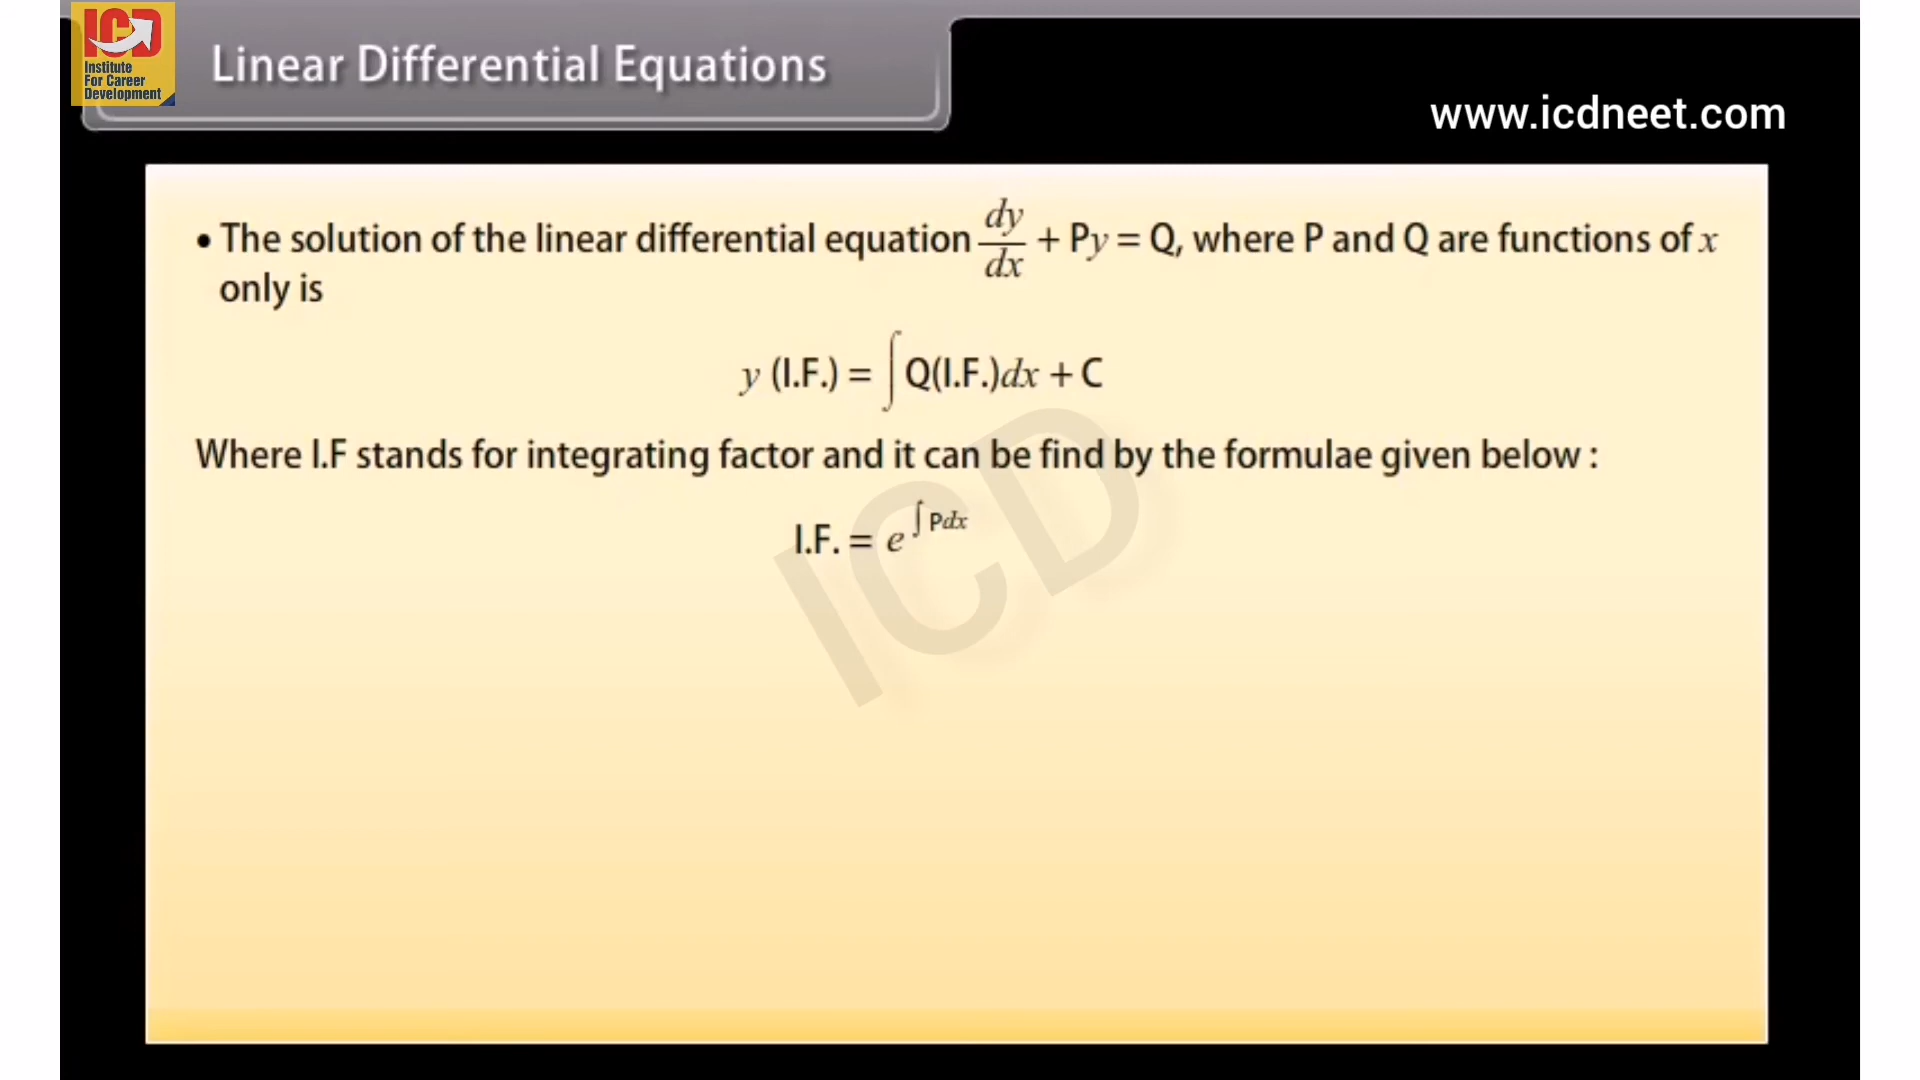 ICD
Institute
For Career
Development
Linear Differential Equations
www.icdneet.com
• The solution of the linear differential equation dy/dx + Py = Q, where P and Q are functions of x
only is
y (I.F.) = ∫ Q(I.F.)dx + C
Where I.F stands for integrating factor and it can be find by the formulae given below :
I.F. = e^∫ Pdx
ICD